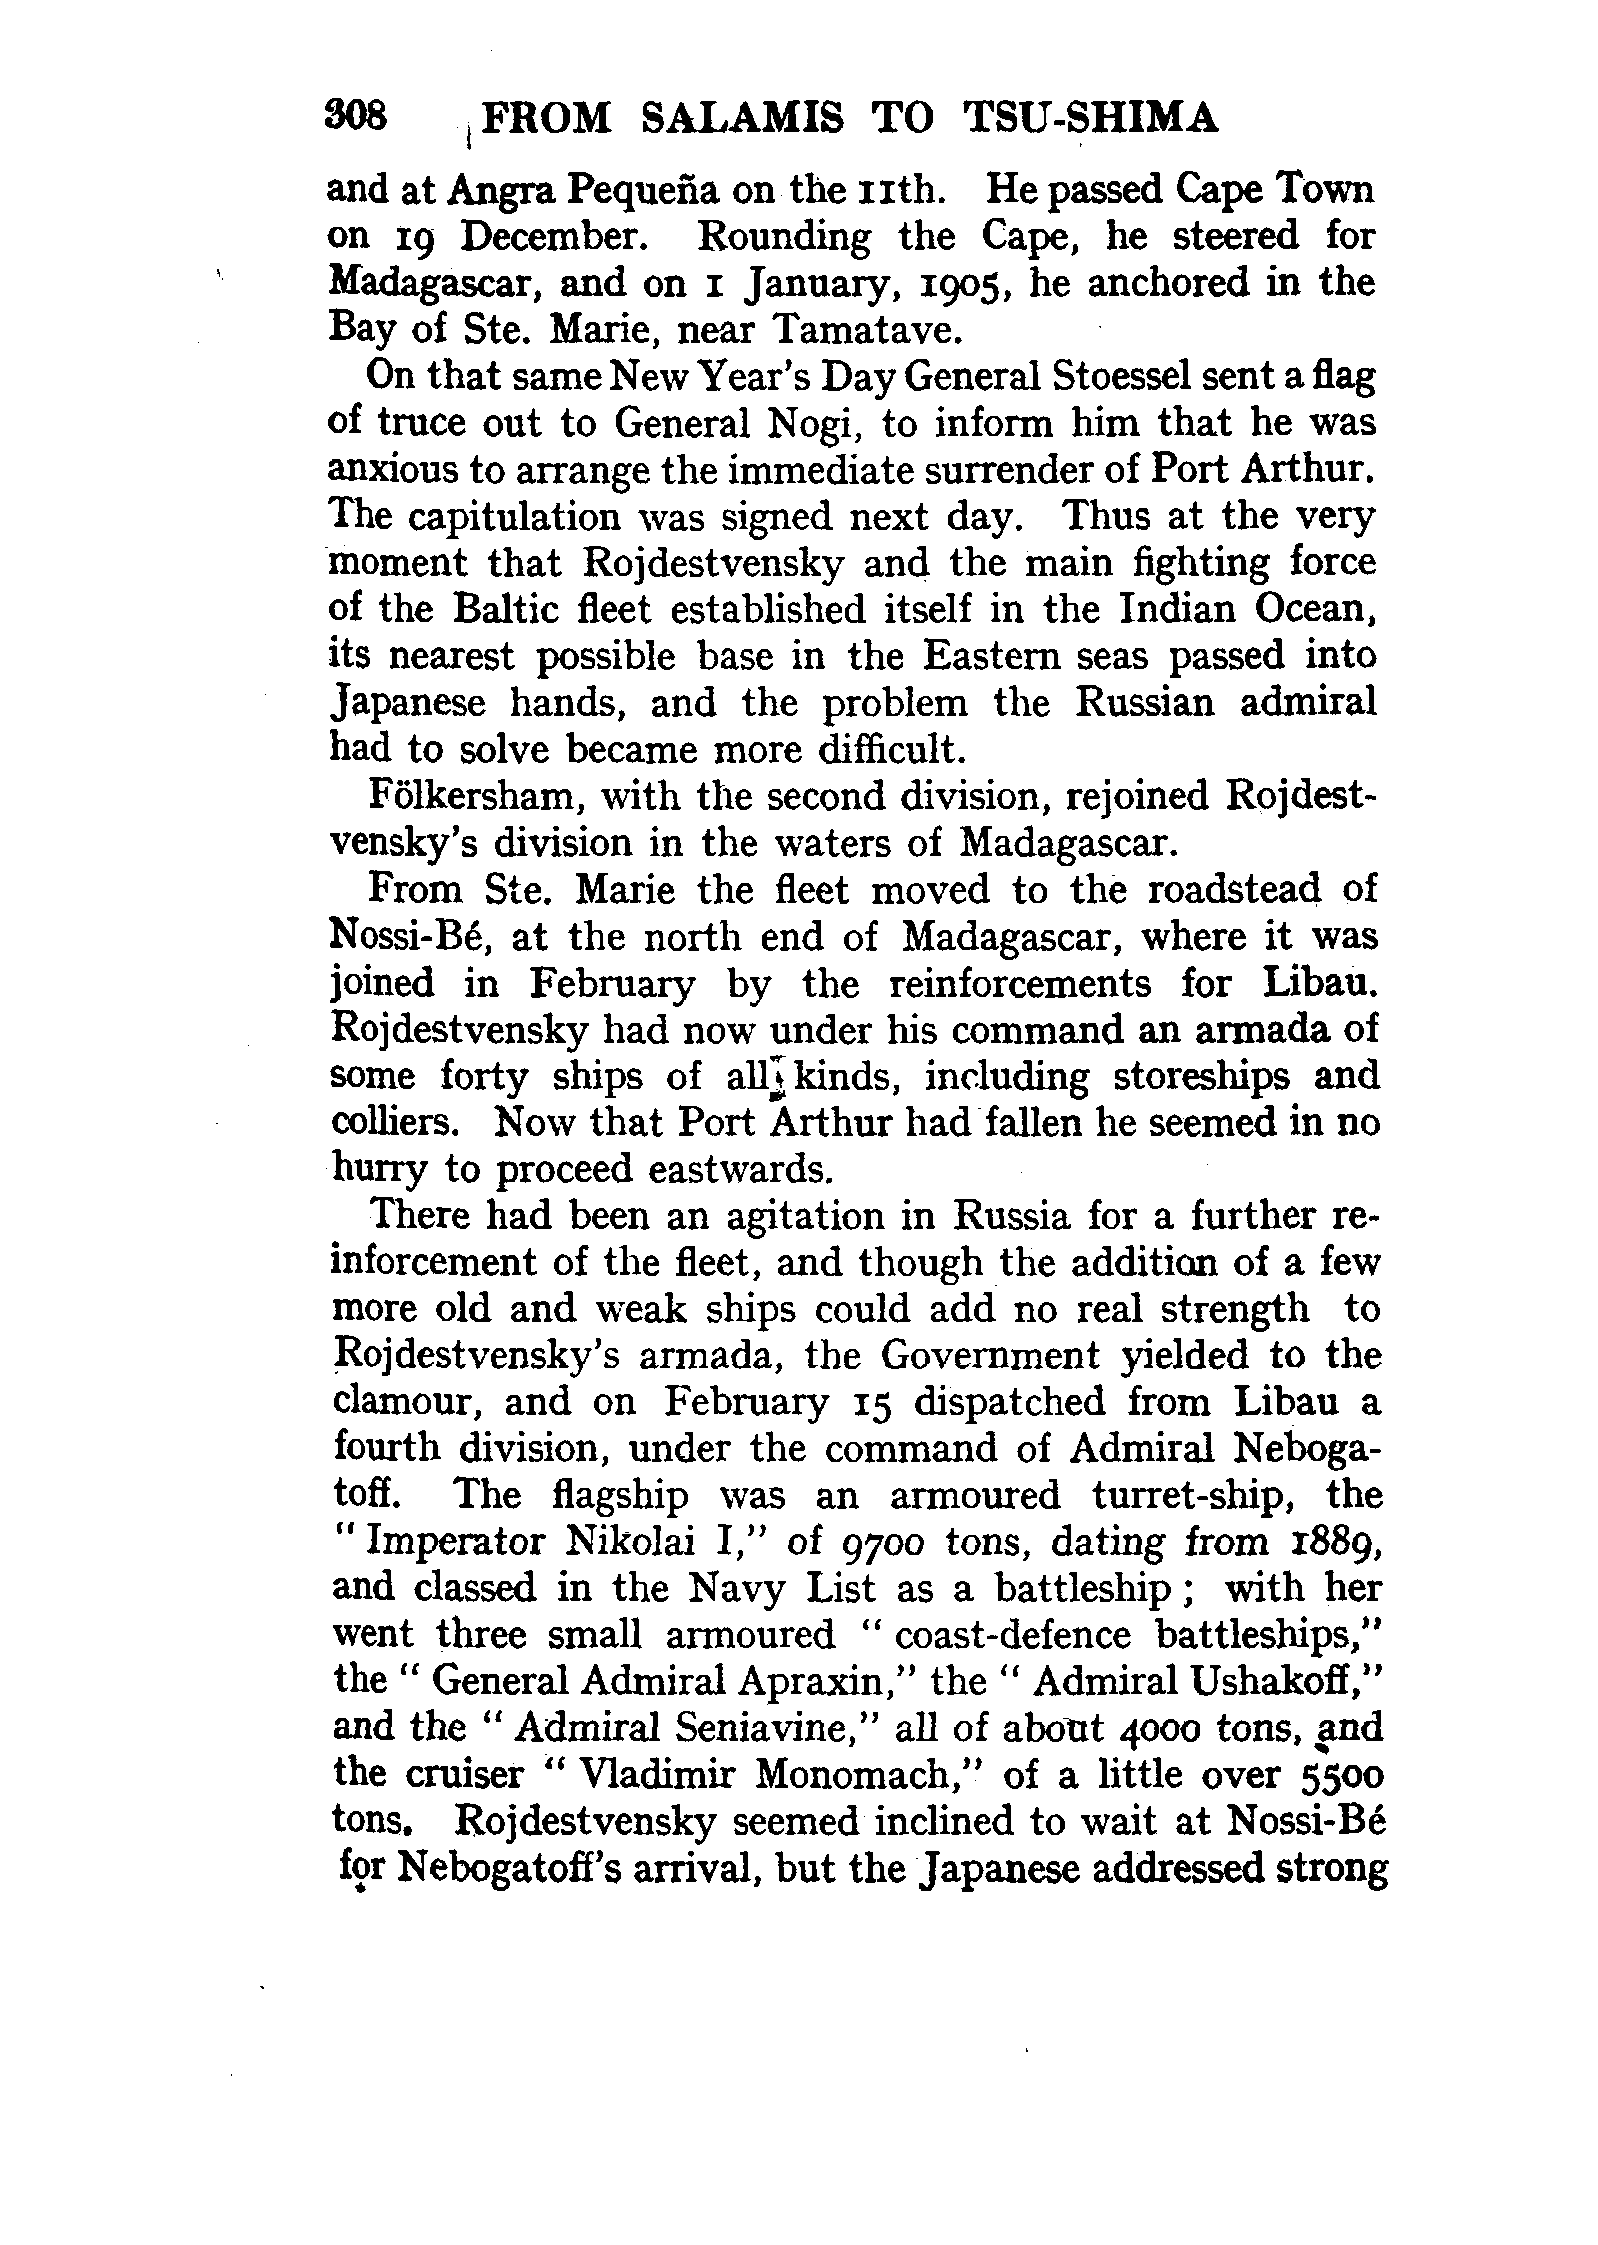 308 FROM SALAMIS TO TSU-SHIMA
and at Angra Pequeña on the 11th. He passed Cape Town
on 19 December. Rounding the Cape, he steered for
Madagascar, and on 1 January, 1905, he anchored in the
Bay of Ste. Marie, near Tamatave.
On that same New Year's Day General Stoessel sent a flag
of truce out to General Nogi, to inform him that he was
anxious to arrange the immediate surrender of Port Arthur.
The capitulation was signed next day. Thus at the very
moment that Rojdestvensky and the main fighting force
of the Baltic fleet established itself in the Indian Ocean,
its nearest possible base in the Eastern seas passed into
Japanese hands, and the problem the Russian admiral
had to solve became more difficult.
Fölkersham, with the second division, rejoined Rojdest-
vensky's division in the waters of Madagascar.
From Ste. Marie the fleet moved to the roadstead of
Nossi-Bé, at the north end of Madagascar, where it was
joined in February by the reinforcements for Libau.
Rojdestvensky had now under his command an armada of
some forty ships of all kinds, including storeships and
colliers. Now that Port Arthur had fallen he seemed in no
hurry to proceed eastwards.
There had been an agitation in Russia for a further re-
inforcement of the fleet, and though the addition of a few
more old and weak ships could add no real strength to
Rojdestvensky's armada, the Government yielded to the
clamour, and on February 15 dispatched from Libau a
fourth division, under the command of Admiral Neboga-
toff. The flagship was an armoured turret-ship, the
"Imperator Nikolai I," of 9700 tons, dating from 1889,
and classed in the Navy List as a battleship; with her
went three small armoured "coast-defence battleships,"
the "General Admiral Apraxin," the "Admiral Ushakoff,"
and the "Admiral Seniavine," all of about 4000 tons, and
the cruiser "Vladimir Monomach," of a little over 5500
tons. Rojdestvensky seemed inclined to wait at Nossi-Bé
for Nebogatoff's arrival, but the Japanese addressed strong